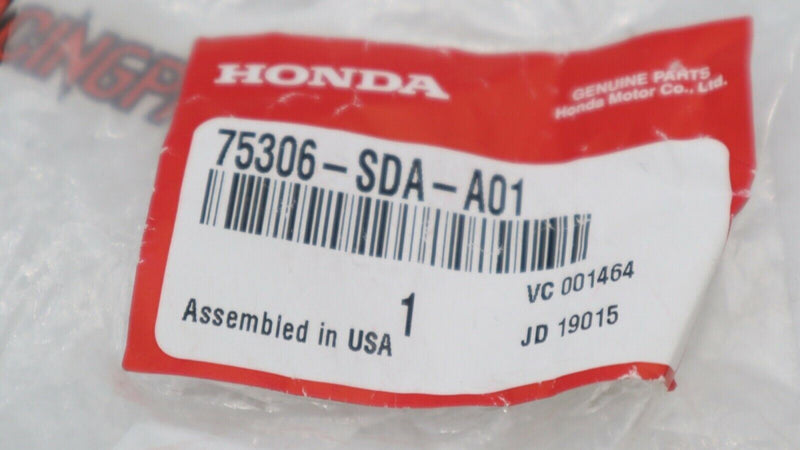 HONDA
GENUINE PARTS
Honda Motor Co., Ltd.
75306-SDA-A01
VC 001464
1
Assembled in USA
JD 19015